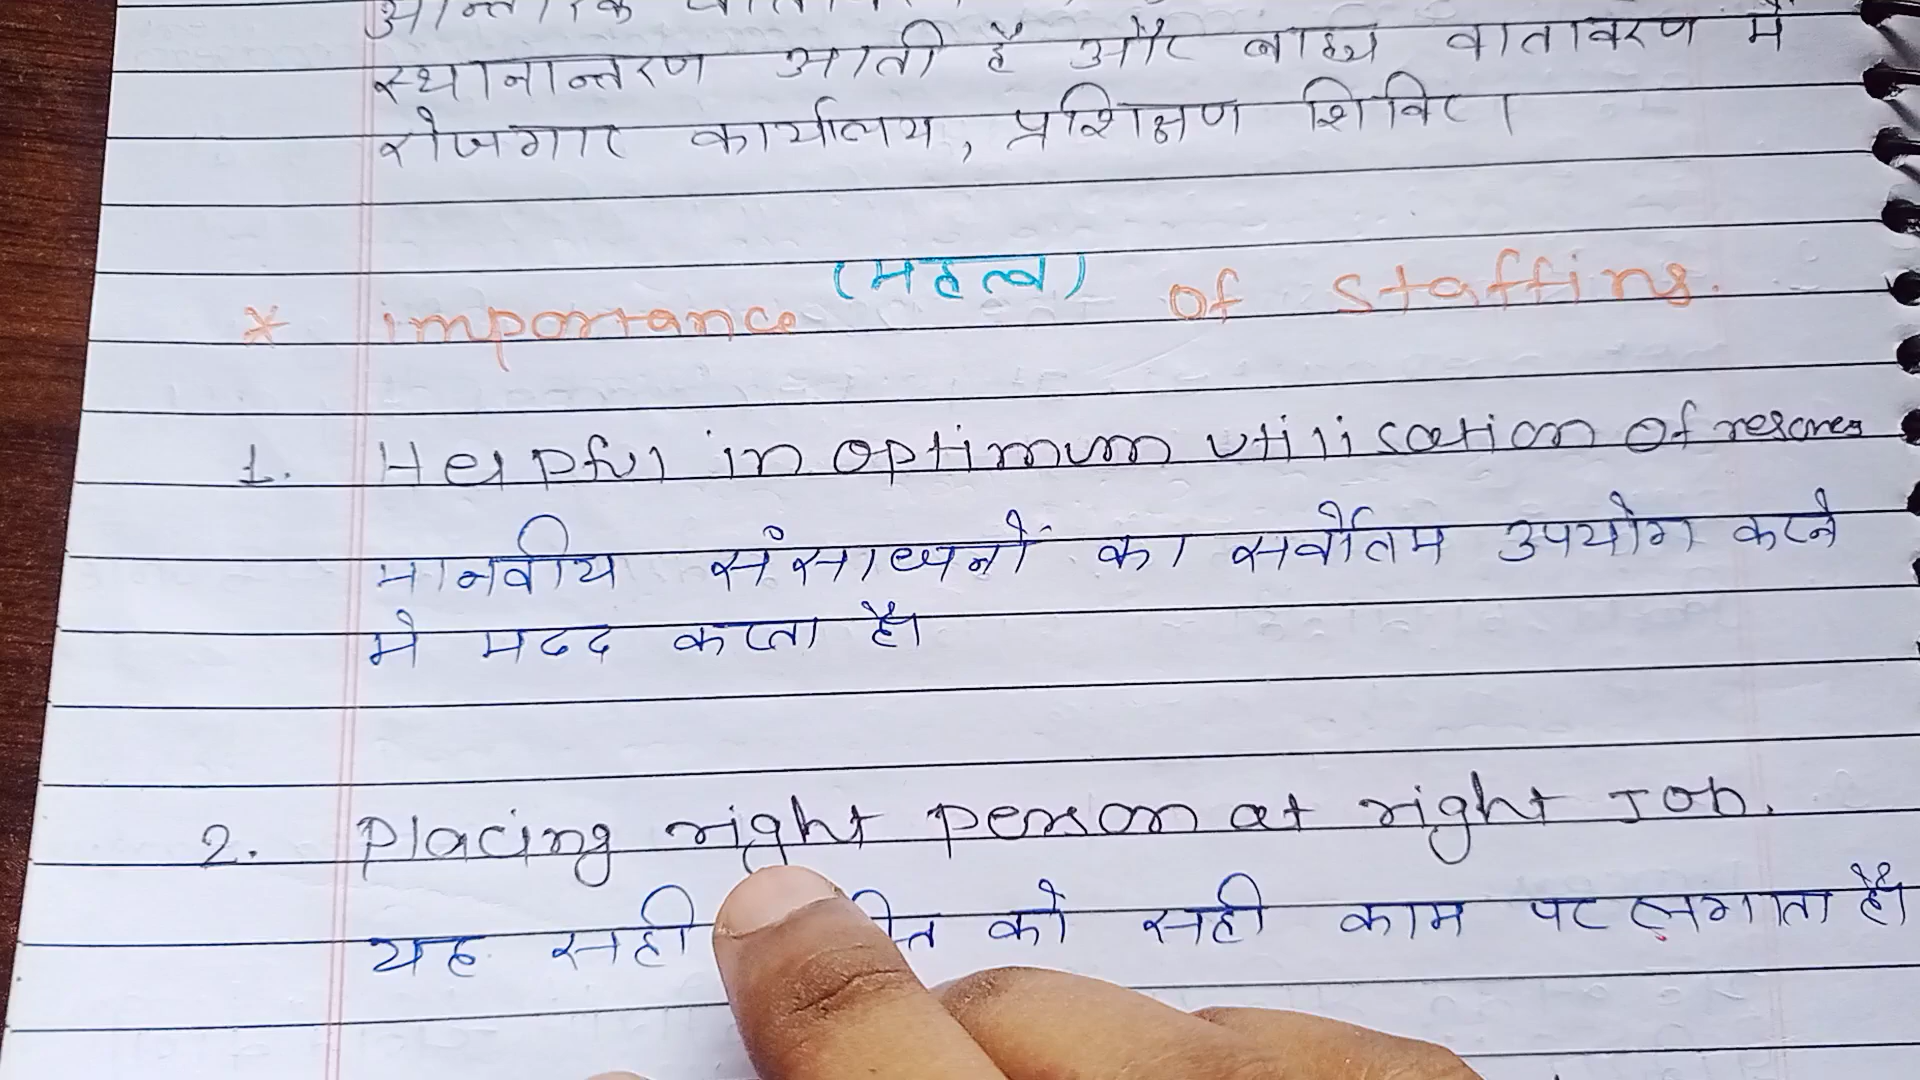 स्थानान्तरण आती है और बाह्य वातावरण में
रोजगार कार्यालय, प्रशिक्षण शिविर।
* importance (महत्व) of staffing.
1. Helpful in optimum utilisation of
मानवीय संसाधनों का सर्वोतम उपयोग करने
मे मदद करता है।
2. Placing right person at right Job.
यह सही को सही काम पर लगाता है।